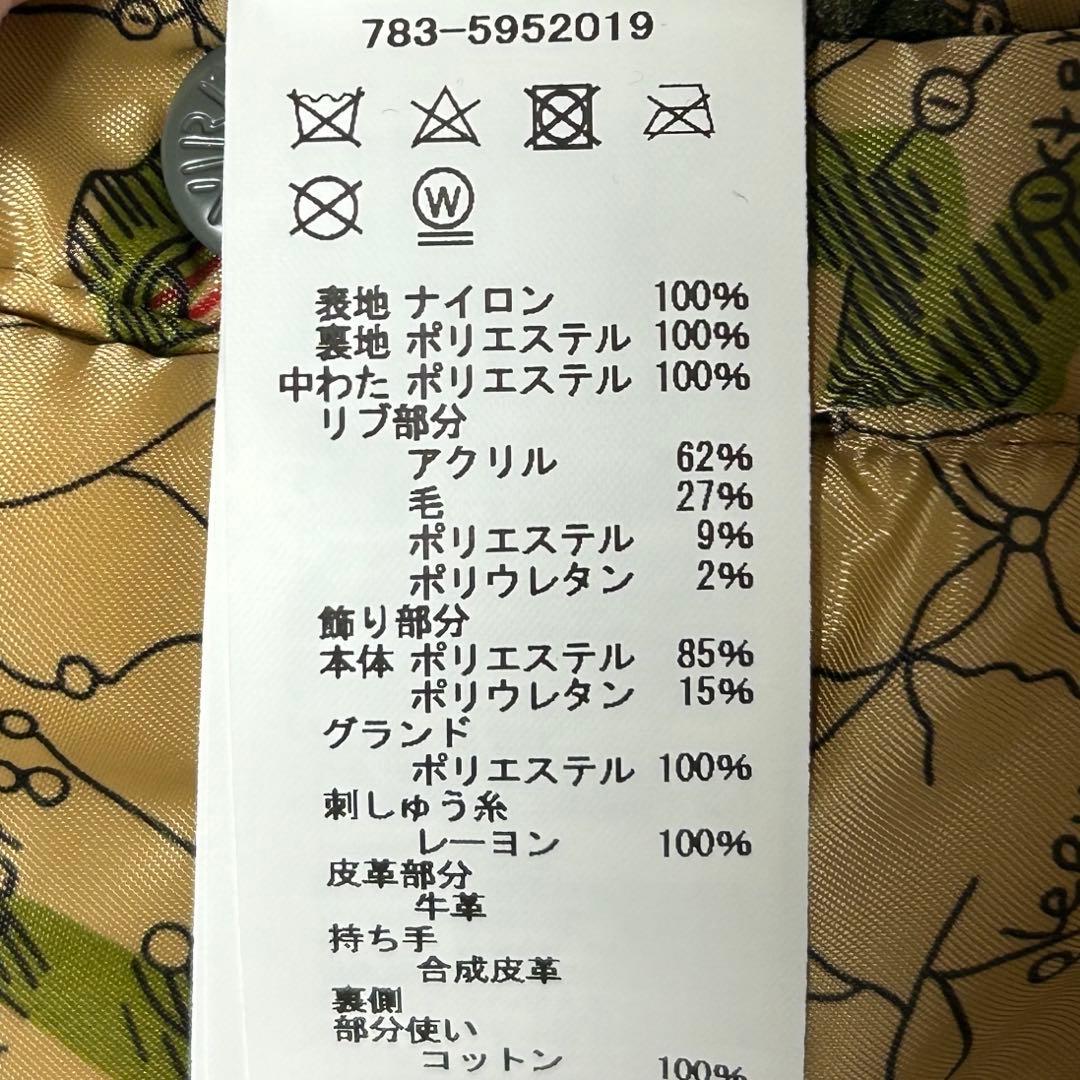 783-5952019
W
表地 ナイロン 100%
裏地 ポリエステル 100%
中わた ポリエステル 100%
リブ部分
アクリル 62%
毛 27%
ポリエステル 9%
ポリウレタン 2%
飾り部分
本体 ポリエステル 85%
ポリウレタン 15%
グランド
ポリエステル 100%
刺しゅう糸
レーヨン 100%
皮革部分
牛革
持ち手
合成皮革
裏側
部分使い
コットン 100%